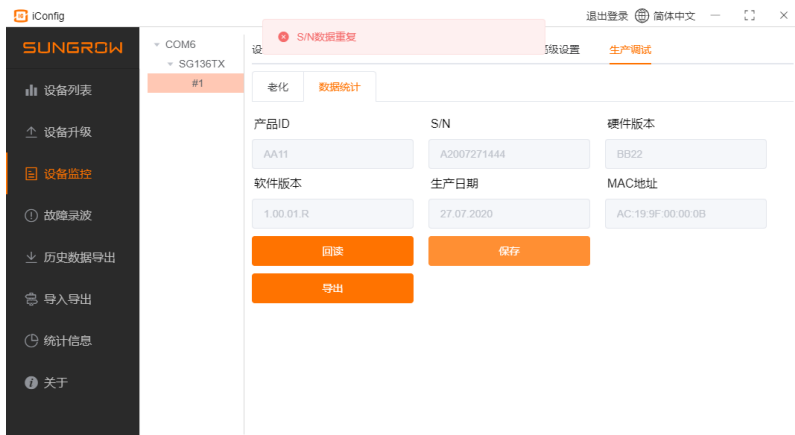 iConfig
退出登录 简体中文
SUNGROW
COM6
SG136TX
#1
S/N数据重复
设
级设置
生产调试
老化
数据统计
设备列表
设备升级
设备监控
故障录波
历史数据导出
导入导出
统计信息
关于
产品ID
S/N
硬件版本
AA11
A2007271444
BB22
软件版本
生产日期
MAC地址
1.00.01.R
27.07.2020
AC:19:9F:00:00:0B
回读
保存
导出